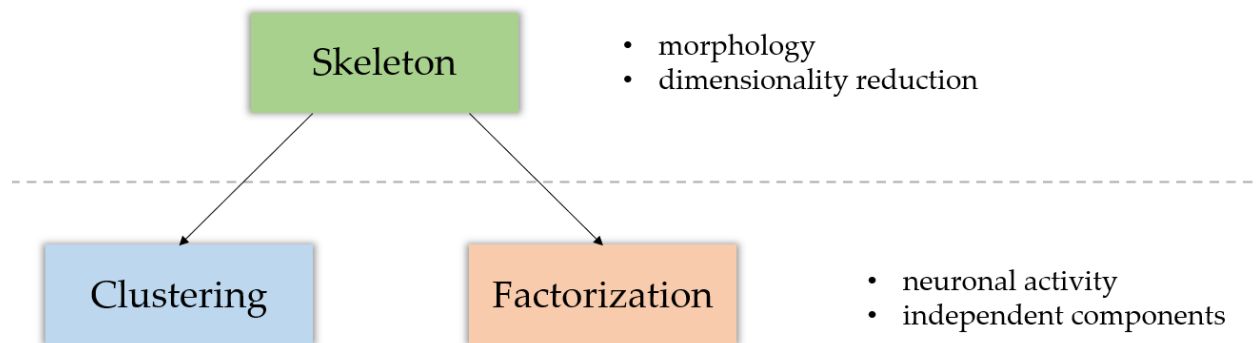 Skeleton
• morphology
• dimensionality reduction
Clustering
Factorization
• neuronal activity
• independent components